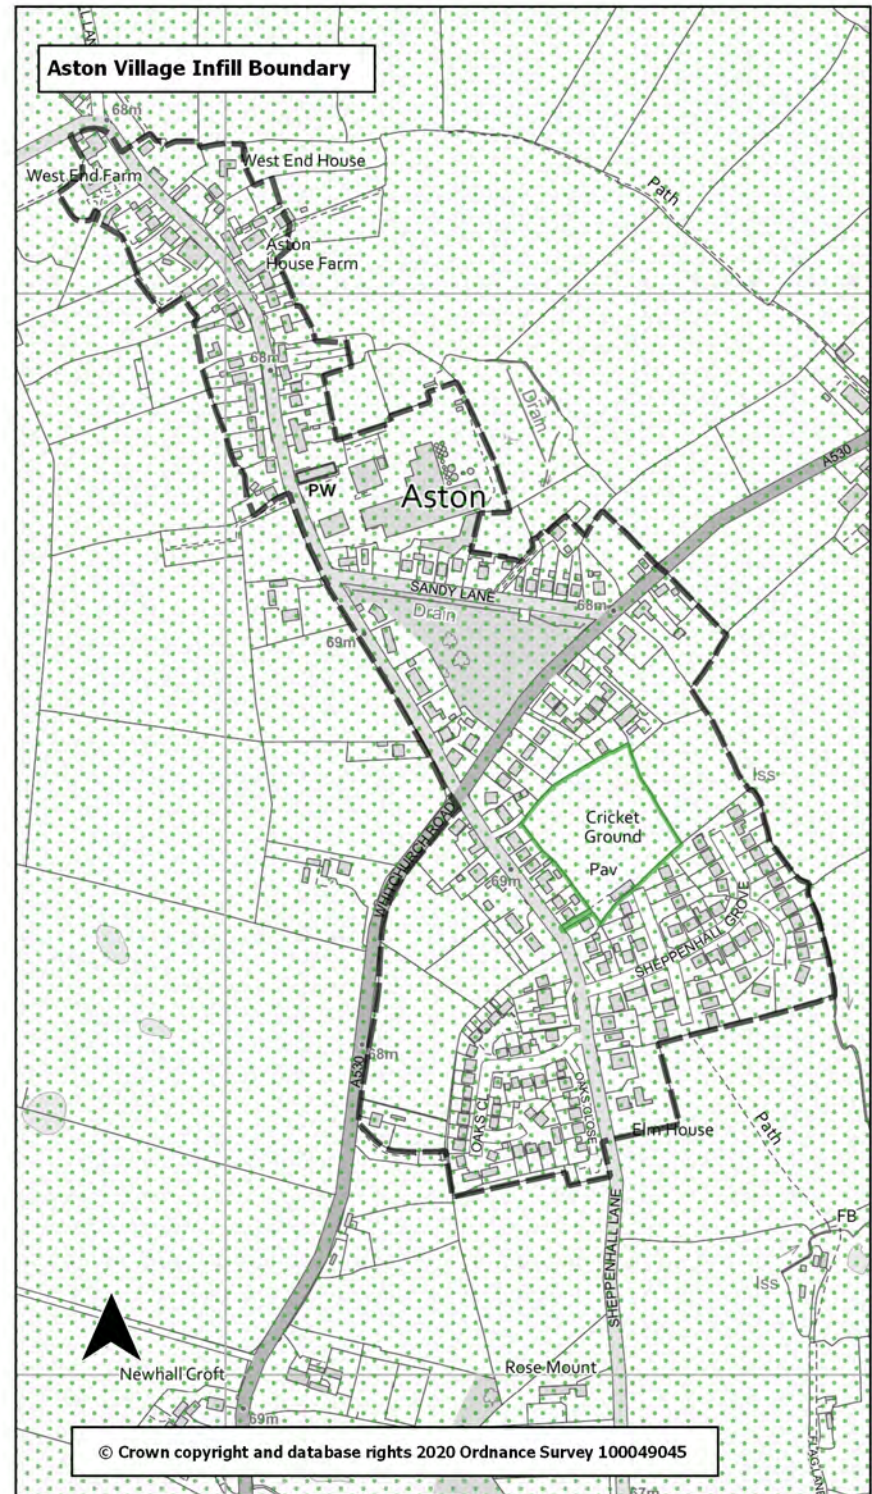 Aston Village Infill Boundary
68m
West End House
West End Farm
Path
Aston
House Farm
68m
Drain
A530
PW
Aston
SANDY LANE
68m
Drain
69m
Iss
Cricket
Ground
WHITCHURCH ROAD
Pav
69m
SHEPPENHALL GROVE
68m
A530
OAKS CL
OAKS CLOSE
Path
Elm House
SHEPPENHALL LANE
FB
Iss
Newhall Croft
Rose Mount
69m
FLAG LANE
© Crown copyright and database rights 2020 Ordnance Survey 100049045
67m